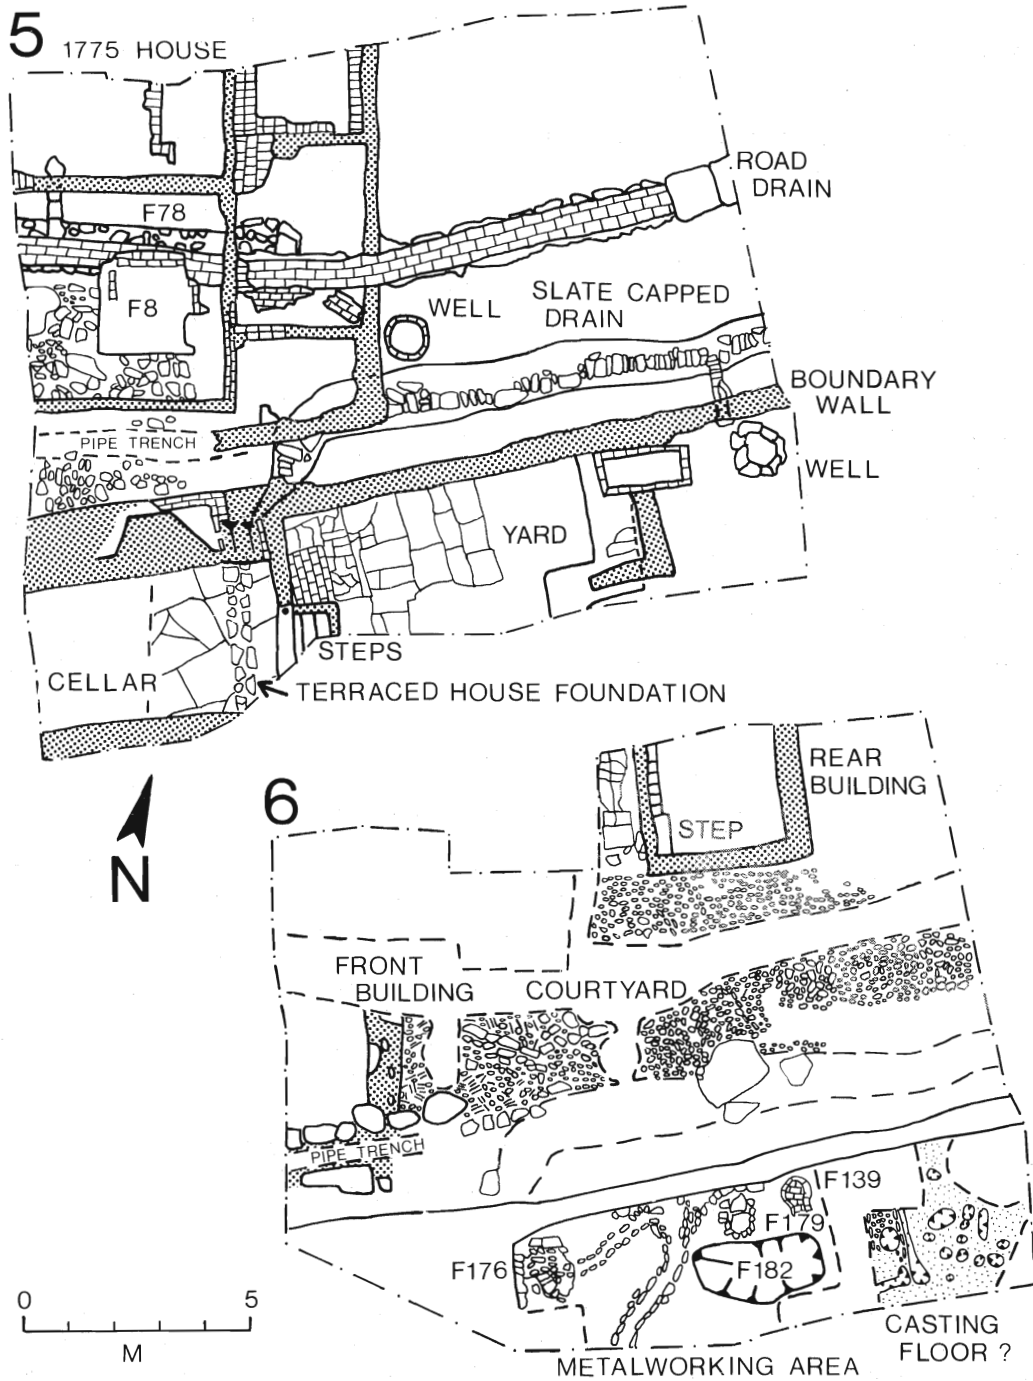 5
1775 HOUSE
ROAD
DRAIN
F78
F8
WELL
SLATE CAPPED
DRAIN
BOUNDARY
WALL
PIPE TRENCH
WELL
YARD
STEPS
CELLAR
TERRACED HOUSE FOUNDATION
N
6
REAR
BUILDING
STEP
FRONT
BUILDING
COURTYARD
PIPE TRENCH
F139
F179
F176
F182
CASTING
FLOOR ?
METALWORKING AREA
0 5
M